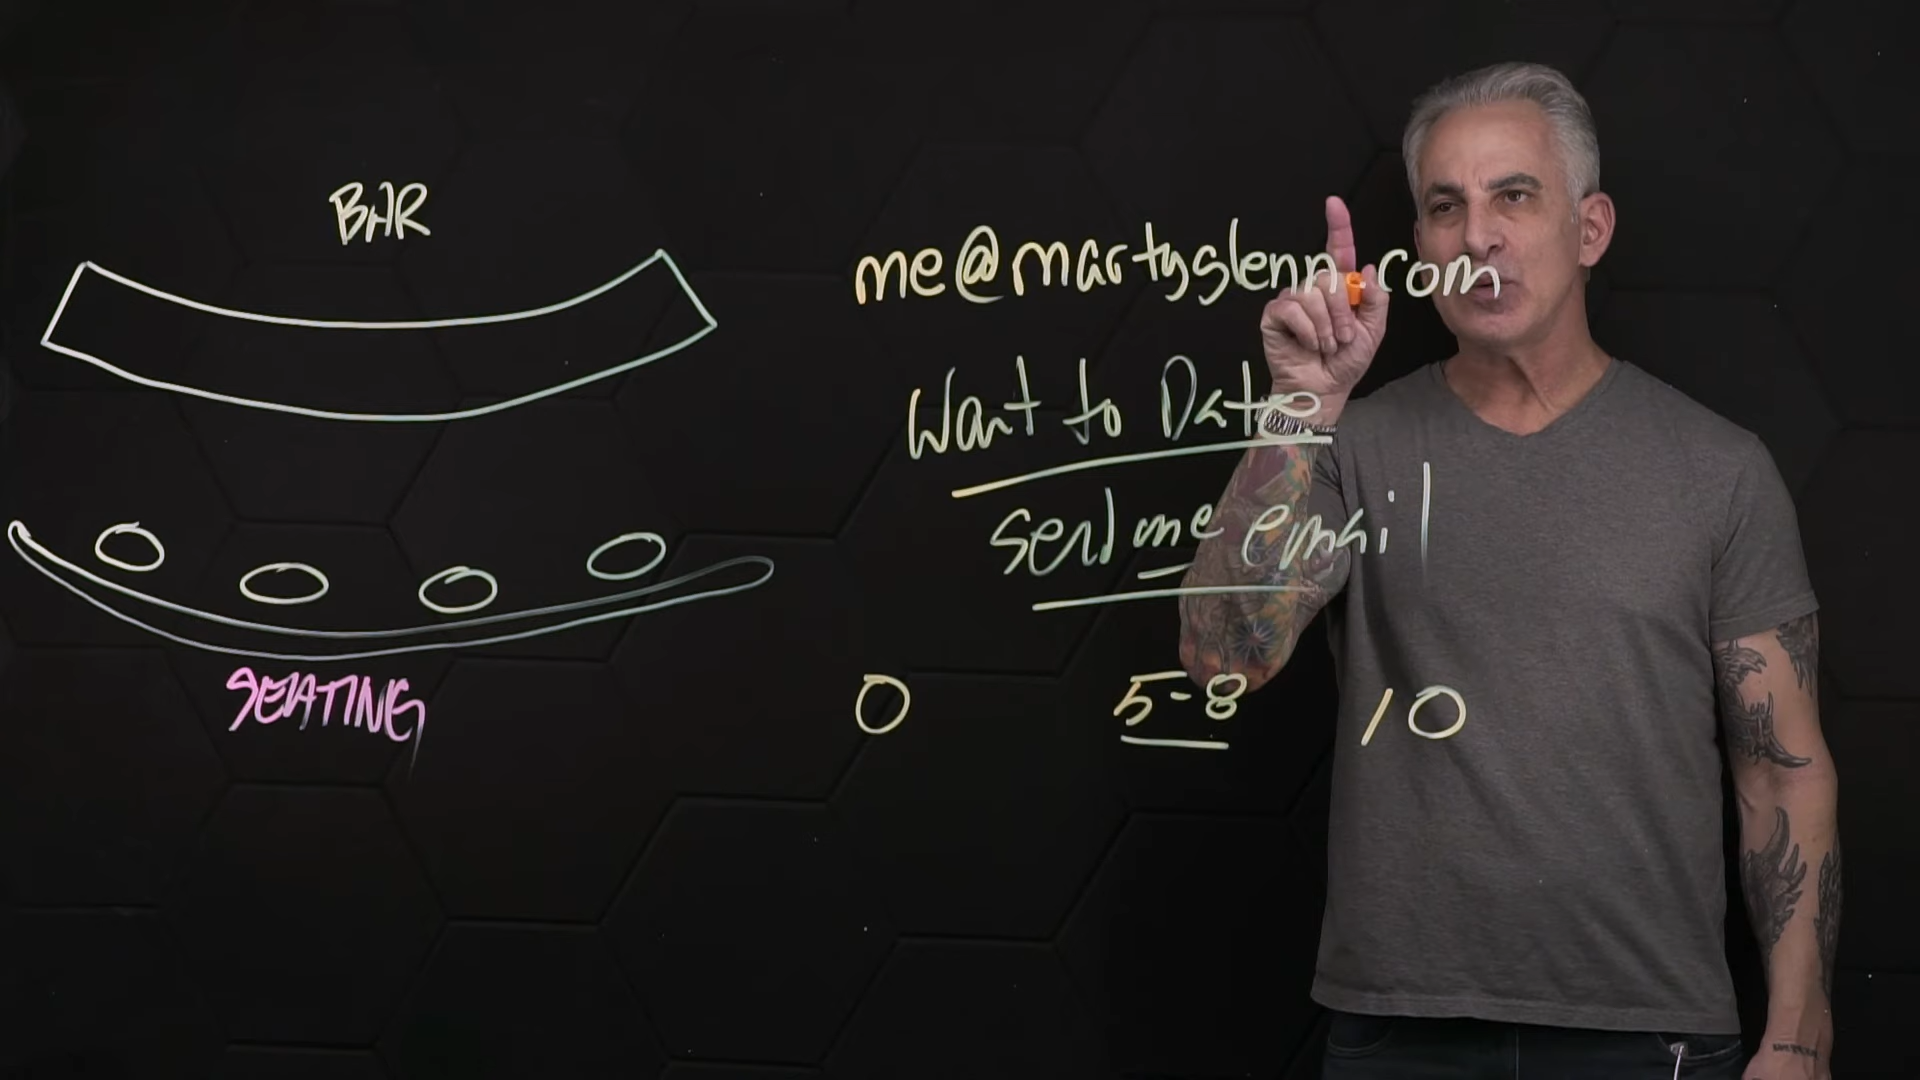 BAR
SEATING
me@martyglenn.com
Want to Date
send me email
0 5-8 10